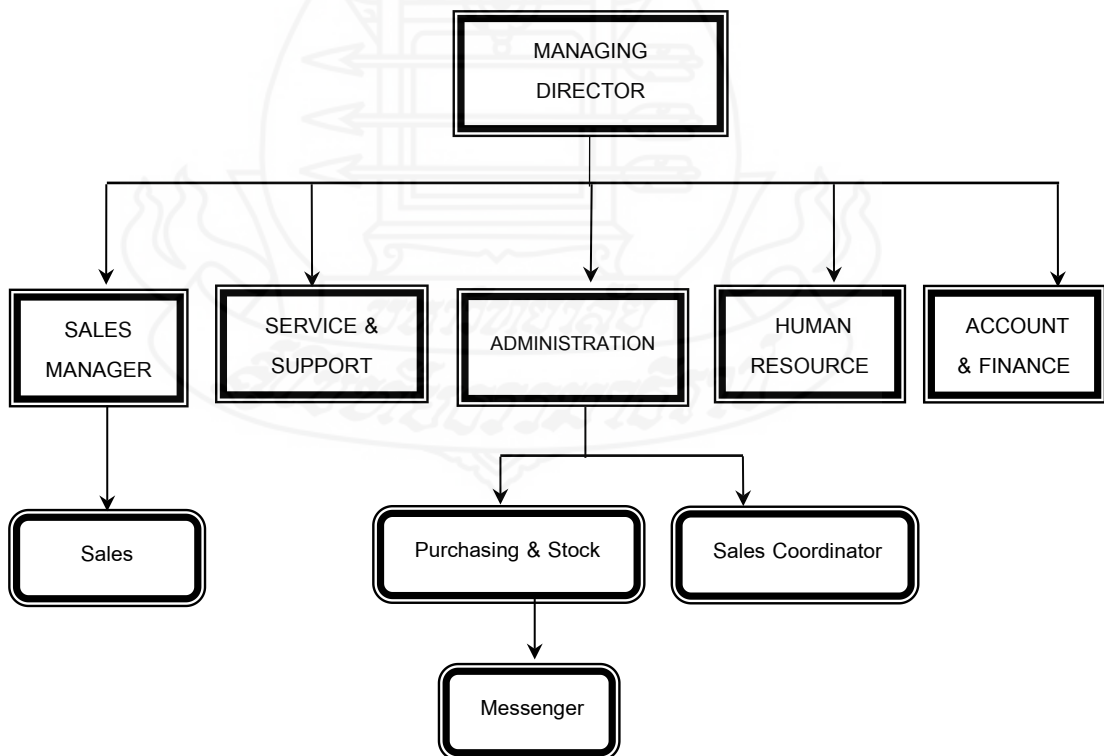 MANAGING
DIRECTOR
SALES
MANAGER
SERVICE &
SUPPORT
ADMINISTRATION
HUMAN
RESOURCE
ACCOUNT
& FINANCE
Sales
Purchasing & Stock
Sales Coordinator
Messenger